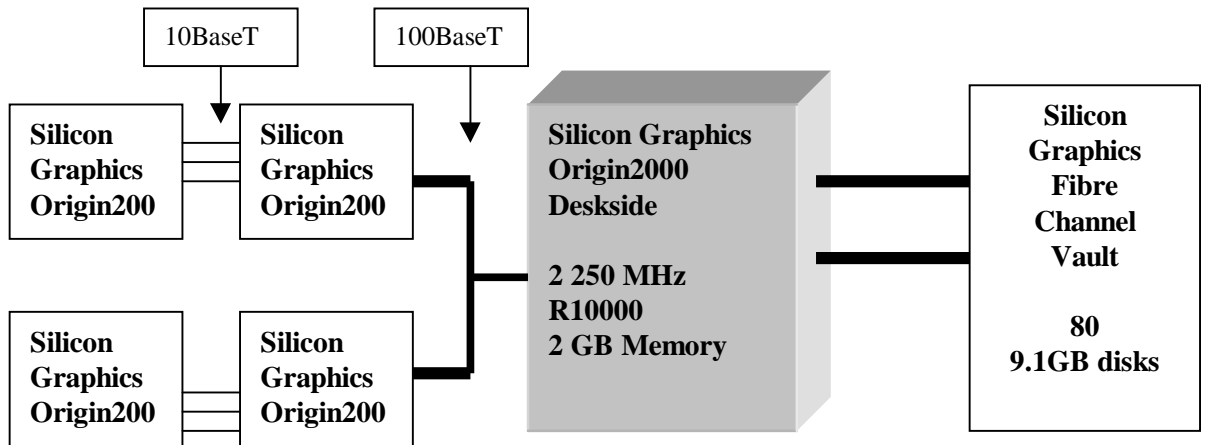 10BaseT
100BaseT
Silicon
Graphics
Origin200
Silicon
Graphics
Origin200
Silicon Graphics
Origin2000
Deskside
2 250 MHz
R10000
2 GB Memory
Silicon
Graphics
Fibre
Channel
Vault
80
9.1GB disks
Silicon
Graphics
Origin200
Silicon
Graphics
Origin200